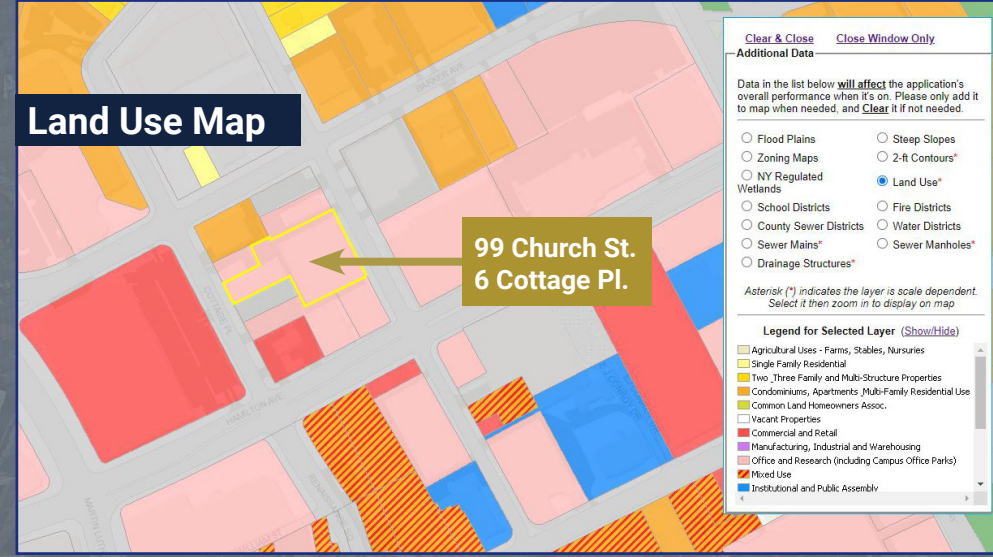 Land Use Map
99 Church St.
6 Cottage Pl.
BARKER AVE
COTTAGE PL
HAMILTON AVE
Clear & Close Close Window Only
Additional Data
Data in the list below will affect the application's
overall performance when it's on. Please only add it
to map when needed, and Clear it if not needed.
Flood Plains Steep Slopes
Zoning Maps 2-ft Contours*
NY Regulated
Wetlands Land Use*
School Districts Fire Districts
County Sewer Districts Water Districts
Sewer Mains* Sewer Manholes*
Drainage Structures*
Asterisk (*) indicates the layer is scale dependent.
Select it then zoom in to display on map
Legend for Selected Layer (Show/Hide)
Agricultural Uses - Farms, Stables, Nursuries
Single Family Residential
Two_Three Family and Multi-Structure Properties
Condominiums, Apartments_Multi-Family Residential Use
Common Land Homeowners Assoc.
Vacant Properties
Commercial and Retail
Manufacturing, Industrial and Warehousing
Office and Research (including Campus Office Parks)
Mixed Use
Institutional and Public Assembly